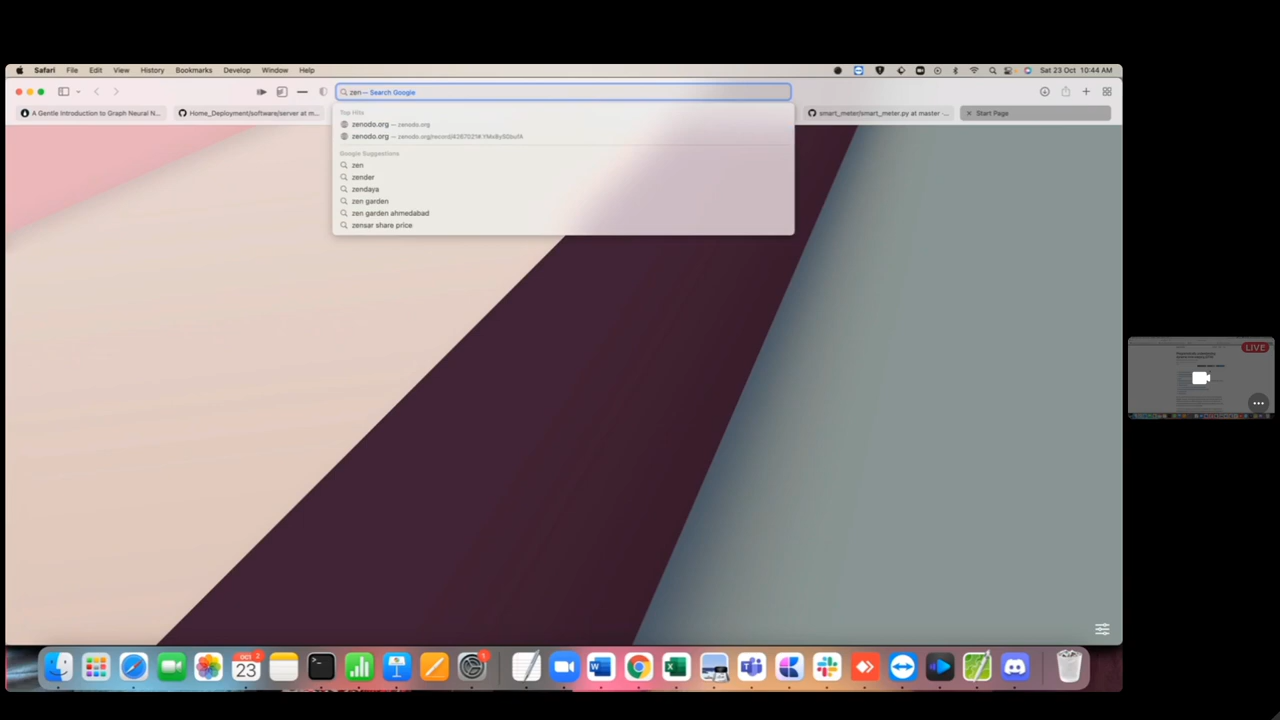 Safari File Edit View History Bookmarks Develop Window Help Sat 23 Oct 10:44 AM
zen — Search Google
A Gentle Introduction to Graph Neural N... Home_Deployment/software/server at m... smart_meter/smart_meter.py at master -... Start Page
Top Hits
zenodo.org — zenodo.org
zenodo.org —
Google Suggestions
zen
zender
zendaya
zen garden
zen garden ahmedabad
zensar share price
LIVE
OCT 2
23
1